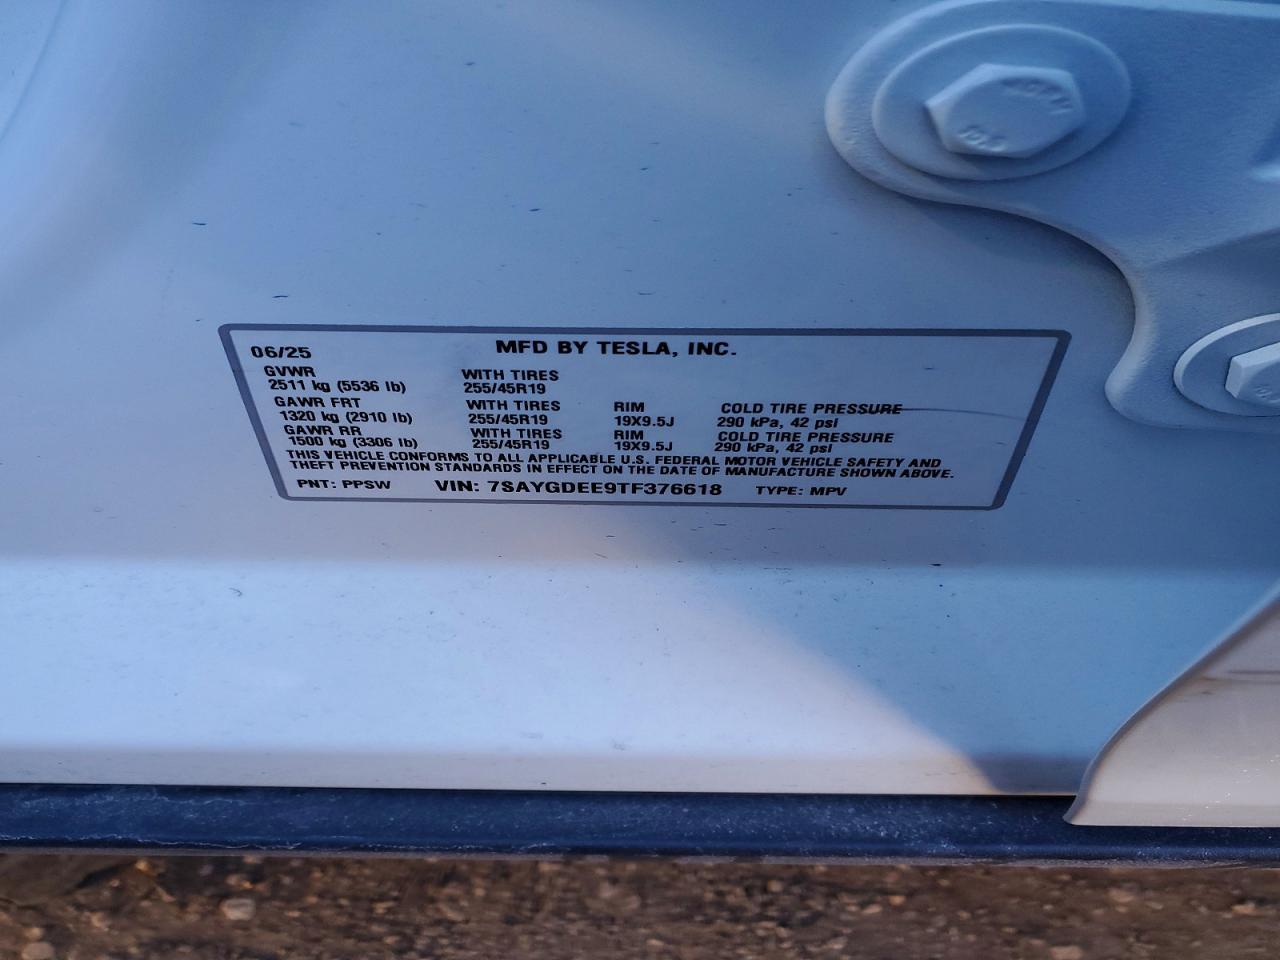 06/25 MFD BY TESLA, INC.
GVWR WITH TIRES
2511 kg (5536 lb) 255/45R19
GAWR FRT WITH TIRES RIM COLD TIRE PRESSURE
1320 kg (2910 lb) 255/45R19 19X9.5J 290 kPa, 42 psi
GAWR RR WITH TIRES RIM COLD TIRE PRESSURE
1500 kg (3306 lb) 255/45R19 19X9.5J 290 kPa, 42 psi
THIS VEHICLE CONFORMS TO ALL APPLICABLE U.S. FEDERAL MOTOR VEHICLE SAFETY AND
THEFT PREVENTION STANDARDS IN EFFECT ON THE DATE OF MANUFACTURE SHOWN ABOVE.
PNT: PPSW VIN: 7SAYGDEE9TF376618 TYPE: MPV